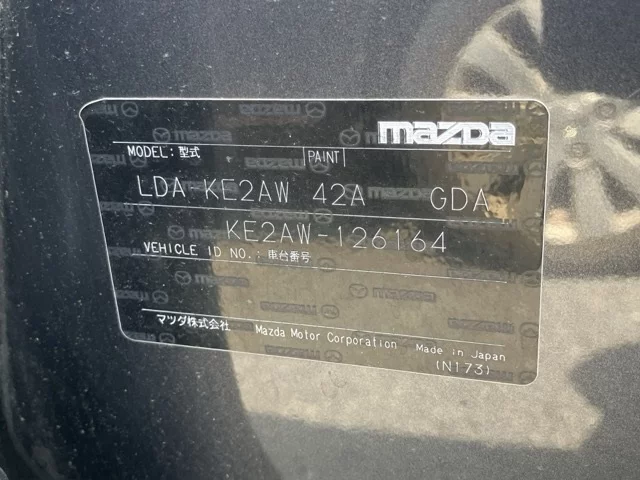 mazda
MODEL: 型式 PAINT
LDA-KE2AW 42A GDA
KE2AW-126164
VEHICLE ID NO.: 車台番号
マツダ株式会社 Mazda Motor Corporation Made in Japan
(N173)